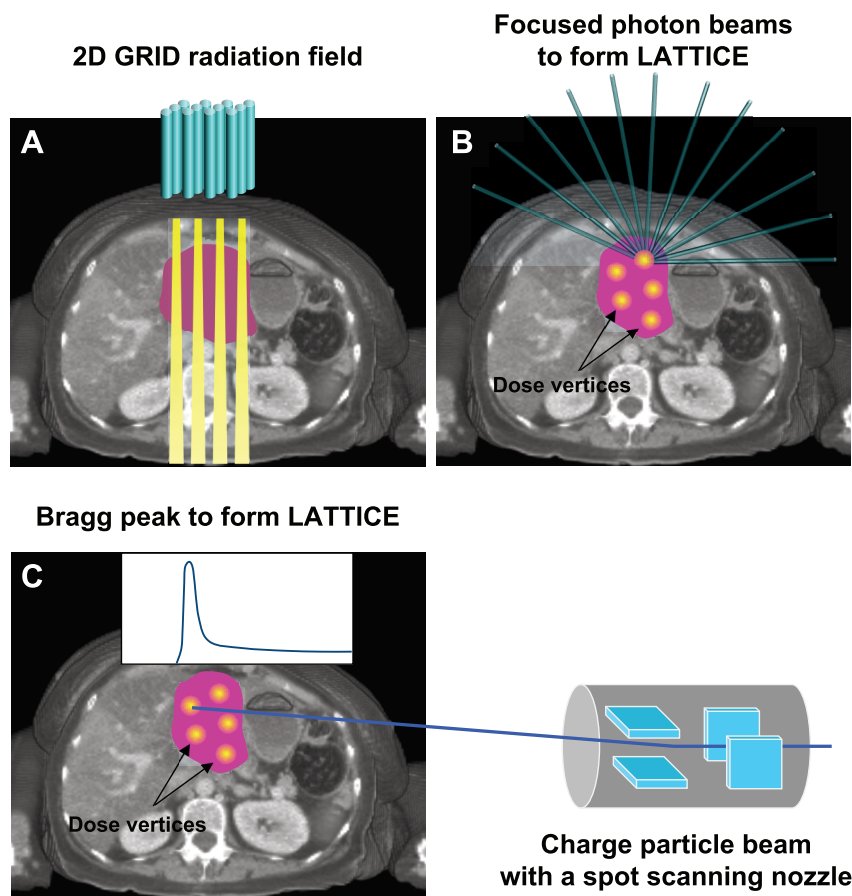 2D GRID radiation field
Focused photon beams
to form LATTICE
A
B
Dose vertices
Bragg peak to form LATTICE
C
Dose vertices
Charge particle beam
with a spot scanning nozzle